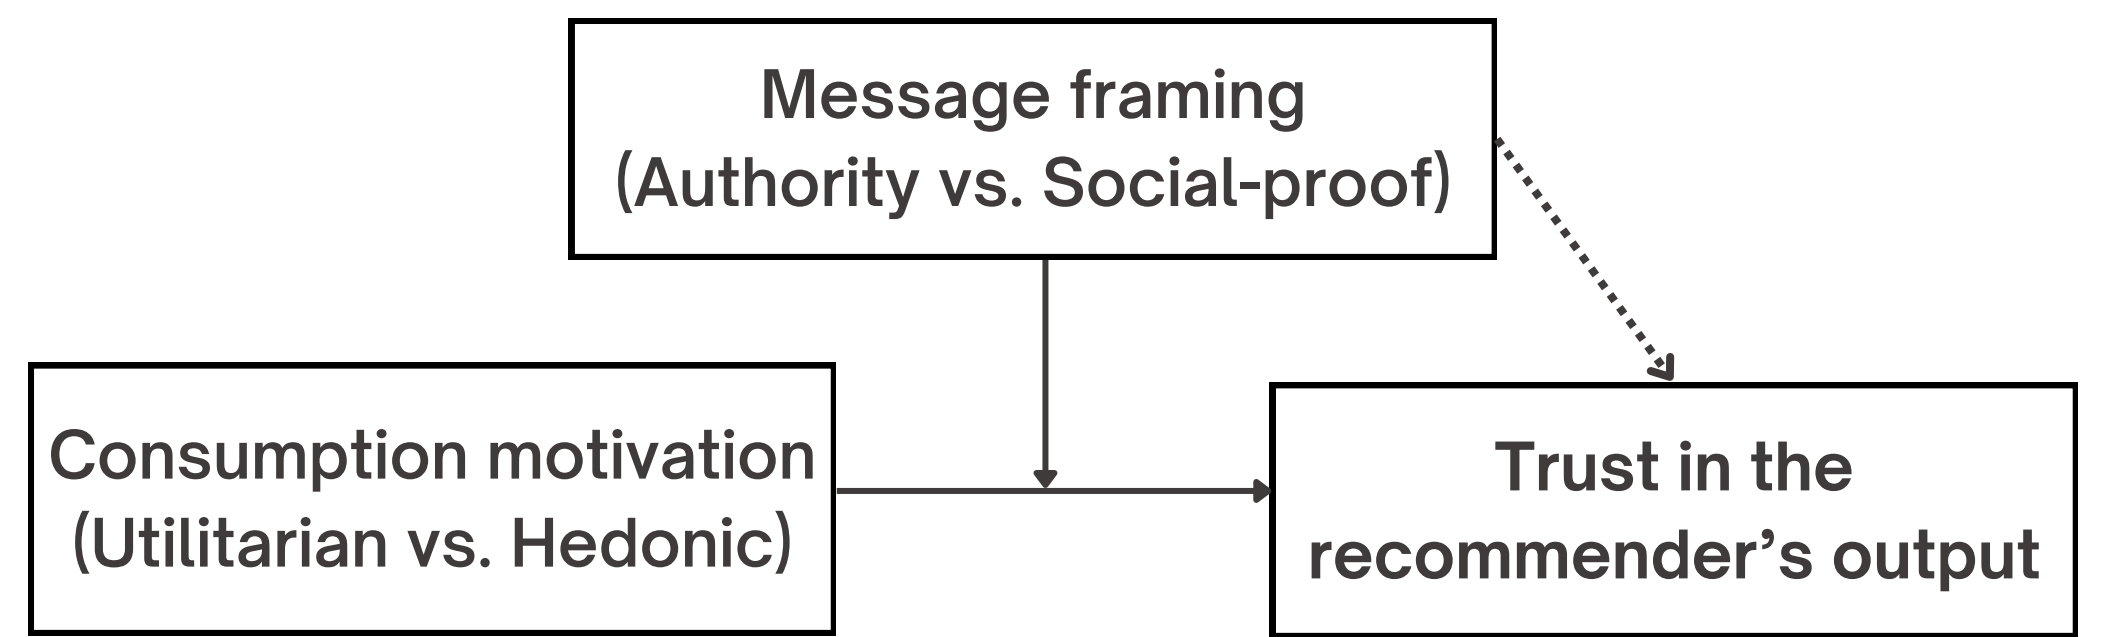 Message framing
(Authority vs. Social-proof)
Consumption motivation
(Utilitarian vs. Hedonic)
Trust in the
recommender’s output